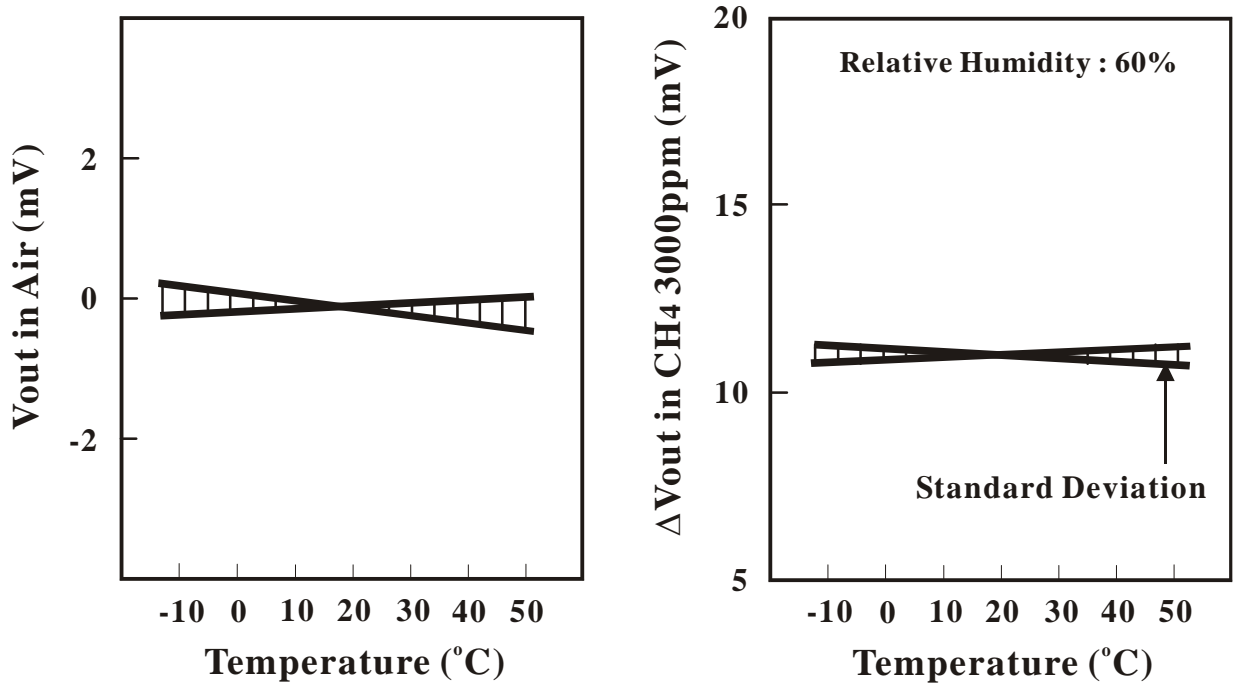 Vout in Air (mV)
2
0
-2
-10 0 10 20 30 40 50
Temperature (°C)
ΔVout in CH4 3000ppm (mV)
20
15
10
5
Relative Humidity : 60%
Standard Deviation
-10 0 10 20 30 40 50
Temperature (°C)